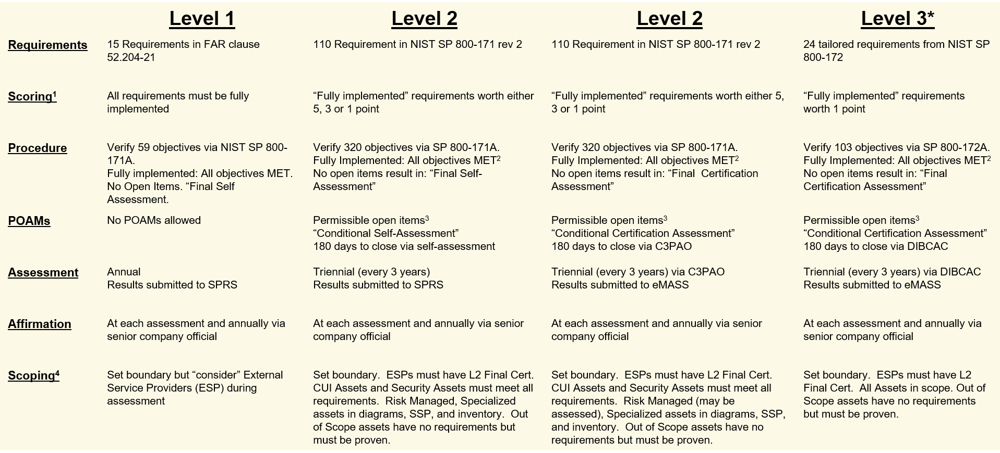 Level 1
Level 2
Level 2
Level 3*
Requirements
15 Requirements in FAR clause
52.204-21
110 Requirement in NIST SP 800-171 rev 2
110 Requirement in NIST SP 800-171 rev 2
24 tailored requirements from NIST SP
800-172
Scoring¹
All requirements must be fully
implemented
“Fully implemented” requirements worth either
5, 3 or 1 point
“Fully implemented” requirements worth either 5,
3 or 1 point
“Fully implemented” requirements
worth 1 point
Procedure
Verify 59 objectives via NIST SP 800-
171A.
Fully implemented: All objectives MET.
No Open Items. “Final Self
Assessment.
Verify 320 objectives via SP 800-171A.
Fully Implemented: All objectives MET²
No open items result in: “Final Self-
Assessment”
Verify 320 objectives via SP 800-171A.
Fully Implemented: All objectives MET²
No open items result in: “Final  Certification
Assessment”
Verify 103 objectives via SP 800-172A.
Fully Implemented: All objectives MET²
No open items result in: “Final
Certification Assessment”
POAMs
No POAMs allowed
Permissible open items³
“Conditional Self-Assessment”
180 days to close via self-assessment
Permissible open items³
“Conditional Certification Assessment”
180 days to close via C3PAO
Permissible open items³
“Conditional Certification Assessment”
180 days to close via DIBCAC
Assessment
Annual
Results submitted to SPRS
Triennial (every 3 years)
Results submitted to SPRS
Triennial (every 3 years) via C3PAO
Results submitted to eMASS
Triennial (every 3 years) via DIBCAC
Results submitted to eMASS
Affirmation
At each assessment and annually via
senior company official
At each assessment and annually via senior
company official
At each assessment and annually via senior
company official
At each assessment and annually via
senior company official
Scoping⁴
Set boundary but “consider” External
Service Providers (ESP) during
assessment
Set boundary.  ESPs must have L2 Final Cert.
CUI Assets and Security Assets must meet all
requirements.  Risk Managed, Specialized
assets in diagrams, SSP, and inventory.  Out
of Scope assets have no requirements but
must be proven.
Set boundary.  ESPs must have L2 Final Cert.
CUI Assets and Security Assets must meet all
requirements.  Risk Managed (may be
assessed), Specialized assets in diagrams, SSP,
and inventory.  Out of Scope assets have no
requirements but must be proven.
Set boundary.  ESPs must have L2
Final Cert.  All Assets in scope. Out of
Scope assets have no requirements
but must be proven.